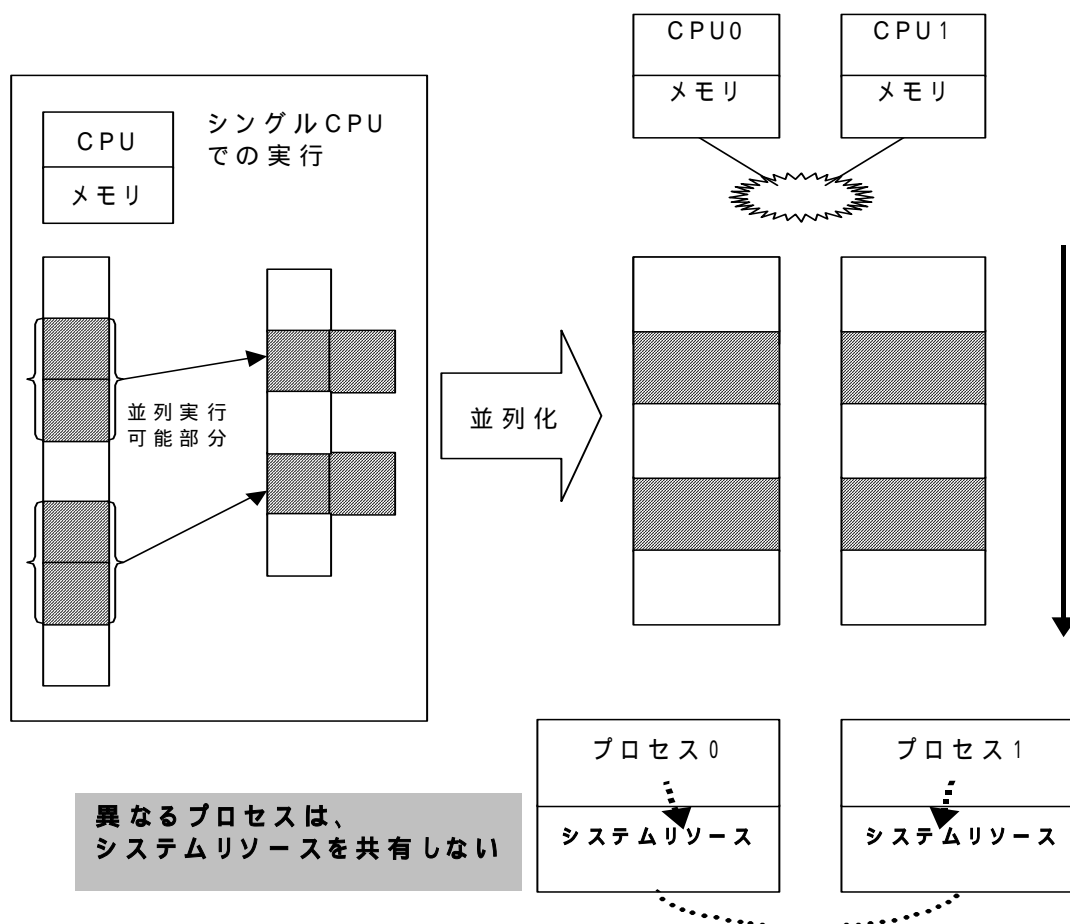 CPU
メモリ
シングルCPU
での実行
並列実行
可能部分
並列化
CPU0
メモリ
CPU1
メモリ
プロセス0
システムリソース
プロセス1
システムリソース
異なるプロセスは、
システムリソースを共有しない